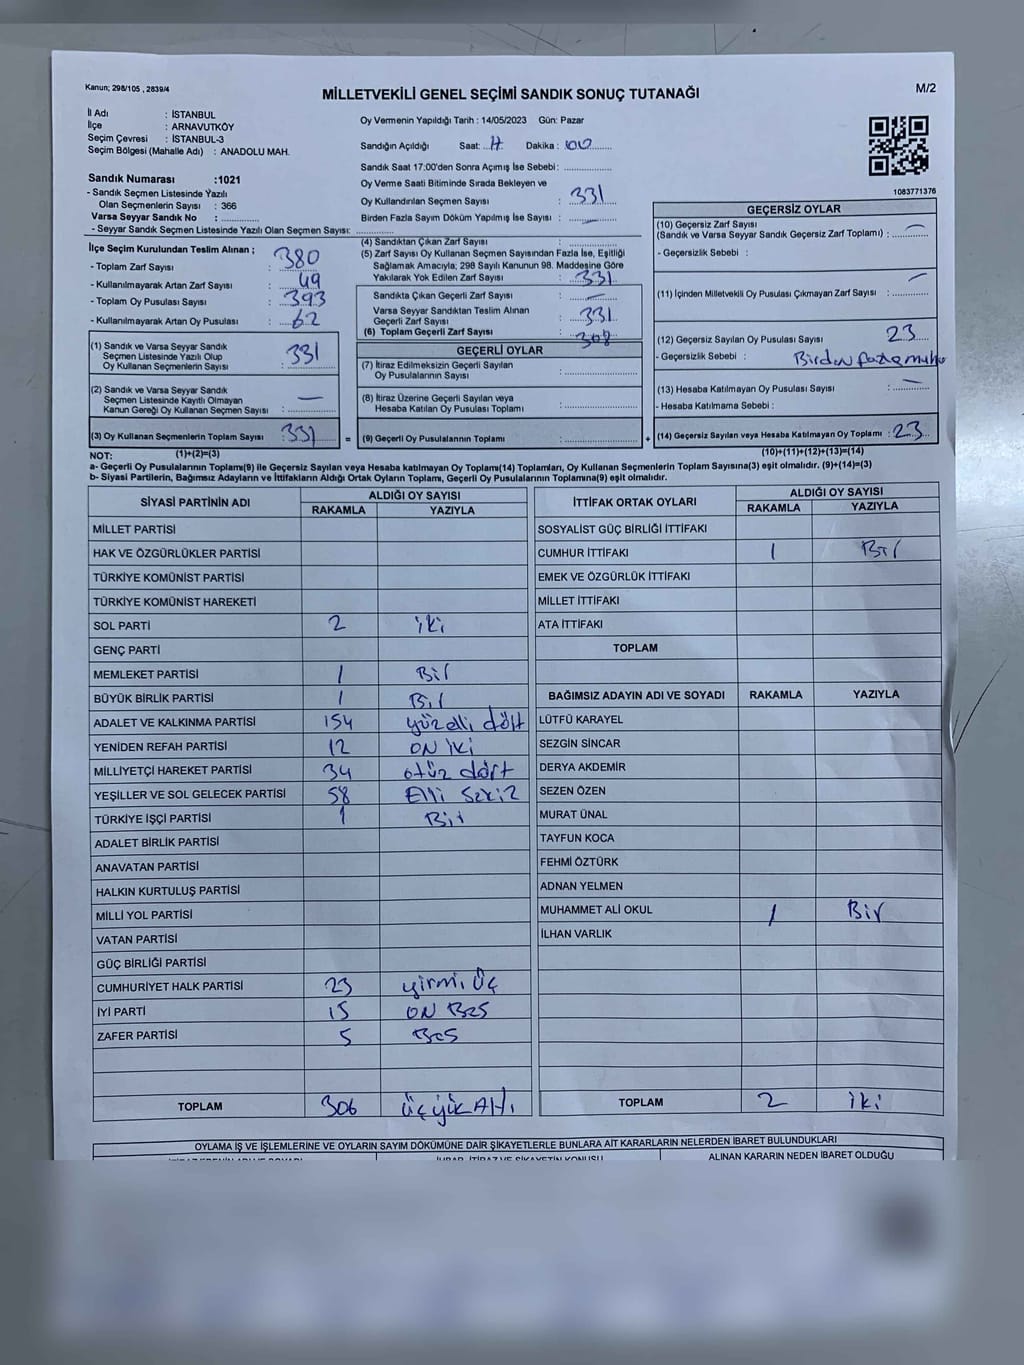 Kanun; 298/105 , 2839/4
MİLLETVEKİLİ GENEL SEÇİMİ SANDIK SONUÇ TUTANAĞI
M/2
İl Adı : İSTANBUL
İlçe : ARNAVUTKÖY
Seçim Çevresi : İSTANBUL-3
Seçim Bölgesi (Mahalle Adı) : ANADOLU MAH.
Oy Vermenin Yapıldığı Tarih : 14/05/2023 Gün: Pazar
Sandığın Açıldığı Saat: Dakika: 00
Sandık Saat 17:00'den Sonra Açımış İse Sebebi:
Oy Verme Saati Bitiminde Sırada Bekleyen ve
Oy Kullandırılan Seçmen Sayısı : 331
Birden Fazla Sayım Döküm Yapılmış İse Sayısı : —
1083771376
Sandık Numarası :1021
- Sandık Seçmen Listesinde Yazılı
Olan Seçmenlerin Sayısı : 366
Varsa Seyyar Sandık No :
- Seyyar Sandık Seçmen Listesinde Yazılı Olan Seçmen Sayısı:
İlçe Seçim Kurulundan Teslim Alınan ;
- Toplam Zarf Sayısı : 380
- Kullanılmayarak Artan Zarf Sayısı : 49
- Toplam Oy Pusulası Sayısı : 393
- Kullanılmayarak Artan Oy Pusulası : 62
(4) Sandıktan Çıkan Zarf Sayısı :
(5) Zarf Sayısı Oy Kullanan Seçmen Sayısından Fazla İse, Eşitliği
Sağlamak Amacıyla; 298 Sayılı Kanunun 98. Maddesine Göre
Yakılarak Yok Edilen Zarf Sayısı : 331
Sandıkta Çıkan Geçerli Zarf Sayısı : —
Varsa Seyyar Sandıktan Teslim Alınan
Geçerli Zarf Sayısı : 331
(6) Toplam Geçerli Zarf Sayısı : 308
GEÇERSİZ OYLAR
(10) Geçersiz Zarf Sayısı
(Sandık ve Varsa Seyyar Sandık Geçersiz Zarf Toplamı) : —
- Geçersizlik Sebebi :
(11) İçinden Milletvekili Oy Pusulası Çıkmayan Zarf Sayısı : —
(12) Geçersiz Sayılan Oy Pusulası Sayısı : 23
- Geçersizlik Sebebi : Birden fazla
(13) Hesaba Katılmayan Oy Pusulası Sayısı : —
- Hesaba Katılmama Sebebi :
(14) Geçersiz Sayılan veya Hesaba Katılmayan Oy Toplamı : 23
(10)+(11)+(12)+(13)=(14)
(1) Sandık ve Varsa Seyyar Sandık
Seçmen Listesinde Yazılı Olup
Oy Kullanan Seçmenlerin Sayısı : 331
(2) Sandık ve Varsa Seyyar Sandık
Seçmen Listesinde Kayıtlı Olmayan
Kanun Gereği Oy Kullanan Seçmen Sayısı : —
(3) Oy Kullanan Seçmenlerin Toplam Sayısı : 331 =
(1)+(2)=(3)
GEÇERLİ OYLAR
(7) İtiraz Edilmeksizin Geçerli Sayılan
Oy Pusulalarının Sayısı :
(8) İtiraz Üzerine Geçerli Sayılan veya
Hesaba Katılan Oy Pusulası Toplamı :
(9) Geçerli Oy Pusulalarının Toplamı : +
NOT:
a- Geçerli Oy Pusulalarının Toplamı(9) ile Geçersiz Sayılan veya Hesaba katılmayan Oy Toplamı(14) Toplamları, Oy Kullanan Seçmenlerin Toplam Sayısına(3) eşit olmalıdır. (9)+(14)=(3)
b- Siyasi Partilerin, Bağımsız Adayların ve İttifakların Aldığı Ortak Oyların Toplamı, Geçerli Oy Pusulalarının Toplamına(9) eşit olmalıdır.
SİYASİ PARTİNİN ADI ALDIĞI OY SAYISI
RAKAMLA YAZIYLA
MİLLET PARTİSİ
HAK VE ÖZGÜRLÜKLER PARTİSİ
TÜRKİYE KOMÜNİST PARTİSİ
TÜRKİYE KOMÜNİST HAREKETİ
SOL PARTİ 2 iki
GENÇ PARTİ
MEMLEKET PARTİSİ 1 Bir
BÜYÜK BİRLİK PARTİSİ 1 Bir
ADALET VE KALKINMA PARTİSİ 154 yüzelli dört
YENİDEN REFAH PARTİSİ 12 ON iKi
MİLLİYETÇİ HAREKET PARTİSİ 34 otüz dört
YEŞİLLER VE SOL GELECEK PARTİSİ 58 Elli Sekiz
TÜRKİYE İŞÇİ PARTİSİ 1 Bir
ADALET BİRLİK PARTİSİ
ANAVATAN PARTİSİ
HALKIN KURTULUŞ PARTİSİ
MİLLİ YOL PARTİSİ
VATAN PARTİSİ
GÜÇ BİRLİĞİ PARTİSİ
CUMHURİYET HALK PARTİSİ 23 yirmi Üç
İYİ PARTİ 15 ON Beş
ZAFER PARTİSİ 5 Beş
TOPLAM 306
İTTİFAK ORTAK OYLARI ALDIĞI OY SAYISI
RAKAMLA YAZIYLA
SOSYALİST GÜÇ BİRLİĞİ İTTİFAKI
CUMHUR İTTİFAKI 1 Bir
EMEK VE ÖZGÜRLÜK İTTİFAKI
MİLLET İTTİFAKI
ATA İTTİFAKI
TOPLAM
BAĞIMSIZ ADAYIN ADI VE SOYADI RAKAMLA YAZIYLA
LÜTFÜ KARAYEL
SEZGİN SİNCAR
DERYA AKDEMİR
SEZEN ÖZEN
MURAT ÜNAL
TAYFUN KOCA
FEHMİ ÖZTÜRK
ADNAN YELMEN
MUHAMMET ALİ OKUL 1 Bir
İLHAN VARLIK
TOPLAM 2 iki
OYLAMA İŞ VE İŞLEMLERİNE VE OYLARIN SAYIM DÖKÜMÜNE DAİR ŞİKAYETLERLE BUNLARA AİT KARARLARIN NELERDEN İBARET BULUNDUKLARI
ALINAN KARARIN NEDEN İBARET OLDUĞU